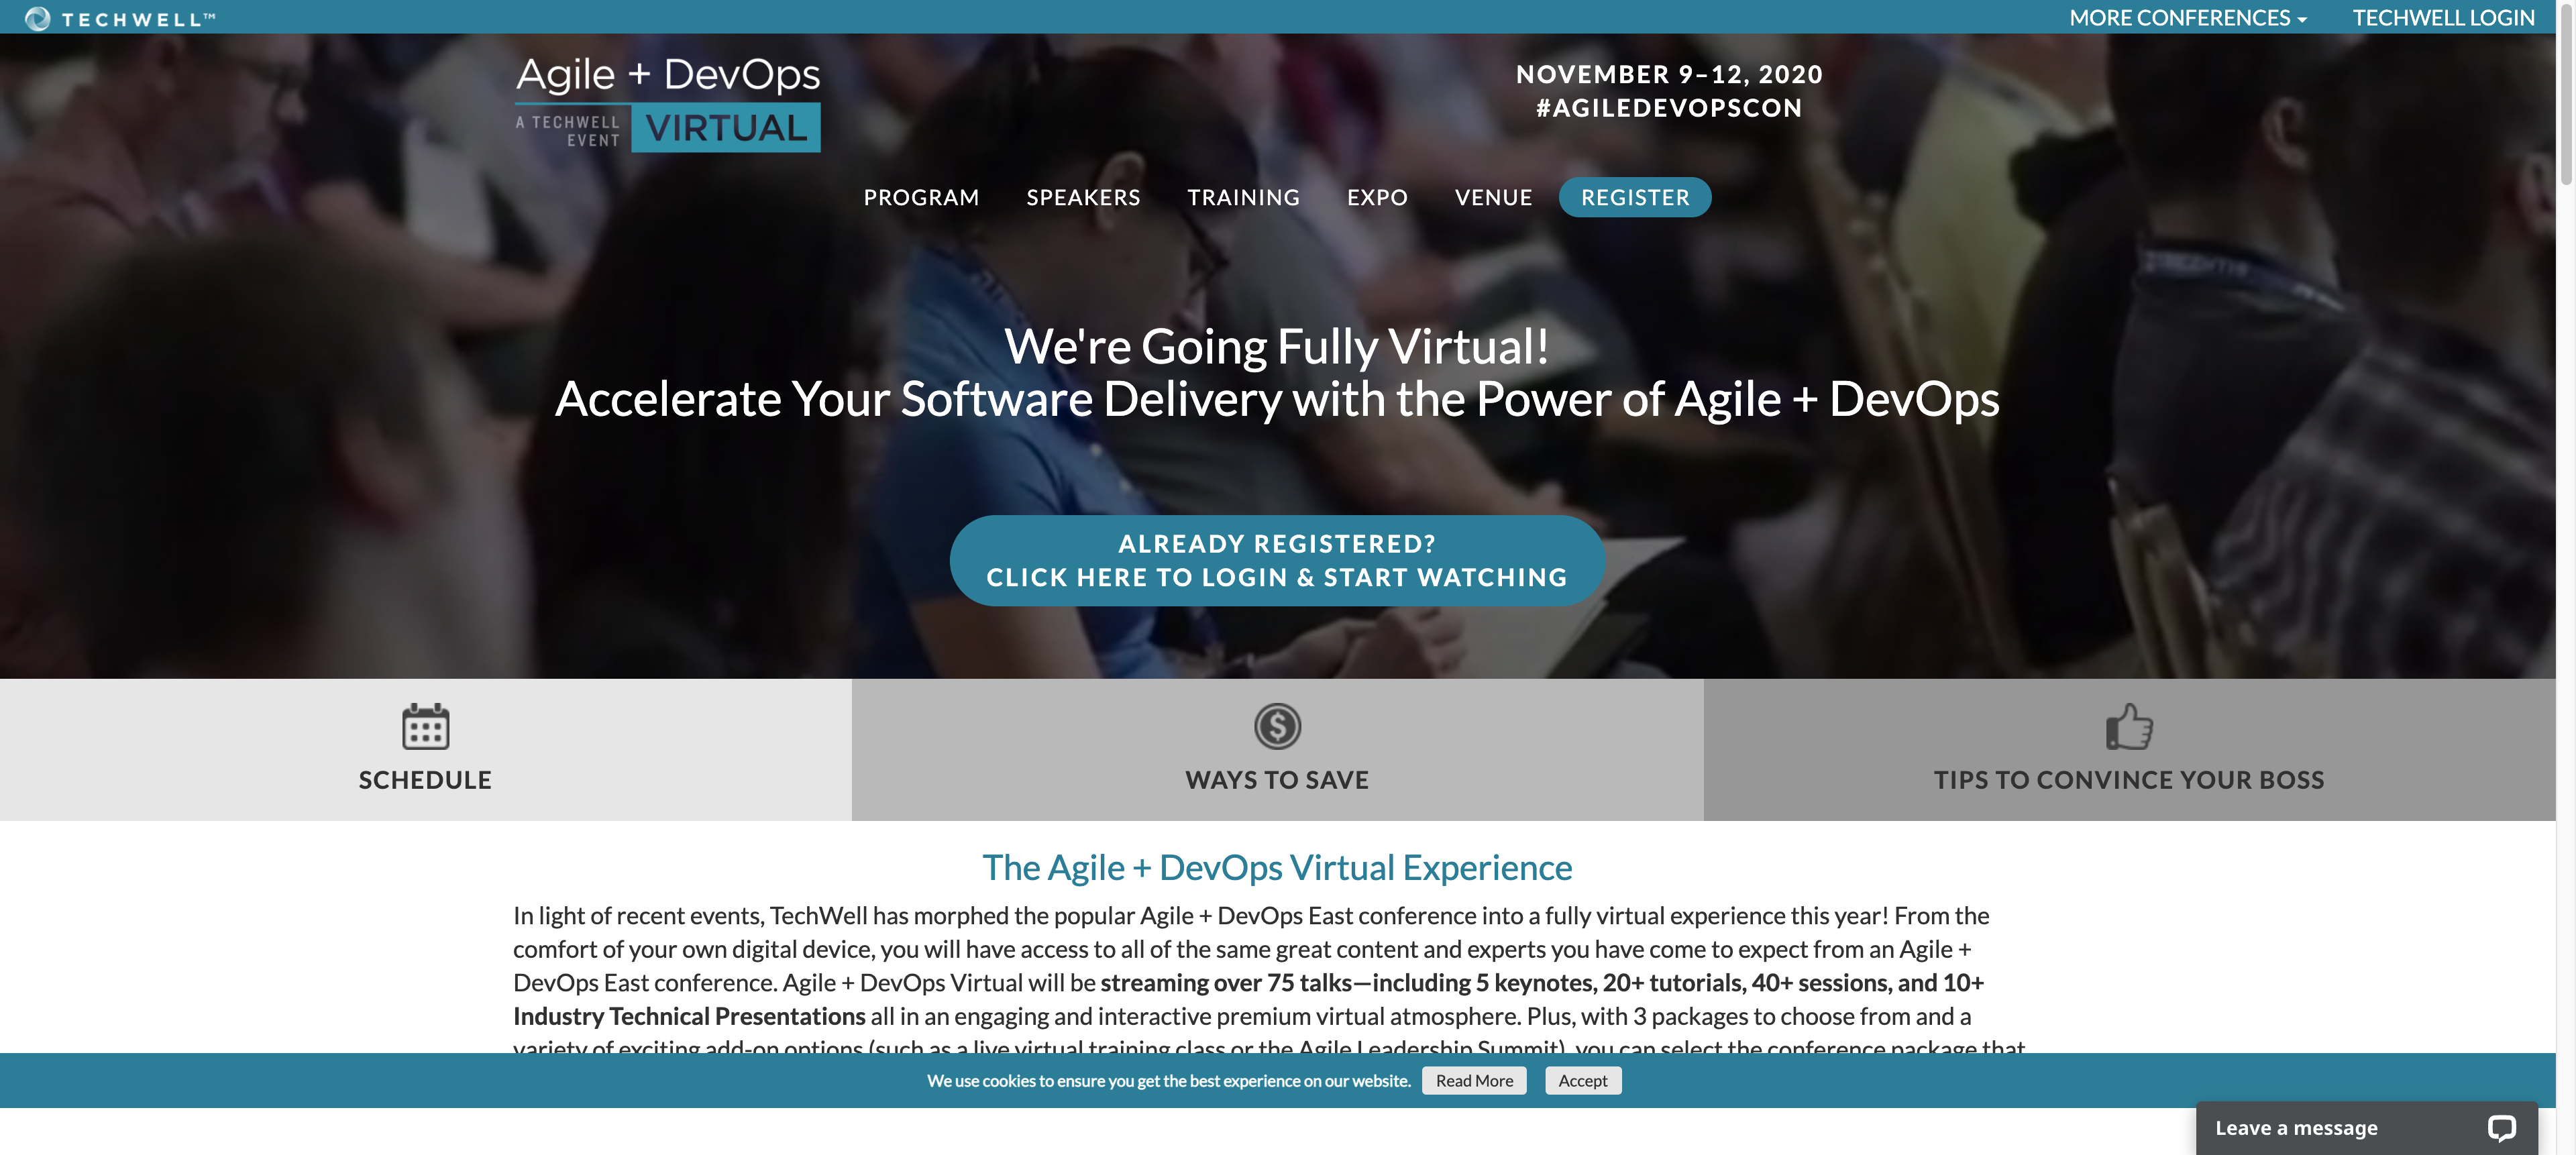 TECHWELL™
MORE CONFERENCES
TECHWELL LOGIN
Agile + DevOps
A TECHWELL
EVENT
VIRTUAL
NOVEMBER 9–12, 2020
#AGILEDEVOPSCON
PROGRAM
SPEAKERS
TRAINING
EXPO
VENUE
REGISTER
We're Going Fully Virtual!
Accelerate Your Software Delivery with the Power of Agile + DevOps
ALREADY REGISTERED?
CLICK HERE TO LOGIN & START WATCHING
SCHEDULE
WAYS TO SAVE
TIPS TO CONVINCE YOUR BOSS
The Agile + DevOps Virtual Experience
In light of recent events, TechWell has morphed the popular Agile + DevOps East conference into a fully virtual experience this year! From the
comfort of your own digital device, you will have access to all of the same great content and experts you have come to expect from an Agile +
DevOps East conference. Agile + DevOps Virtual will be streaming over 75 talks—including 5 keynotes, 20+ tutorials, 40+ sessions, and 10+
Industry Technical Presentations all in an engaging and interactive premium virtual atmosphere. Plus, with 3 packages to choose from and a
variety of exciting add-on options (such as a live virtual training class or the Agile Leadership Summit), you can select the conference package that
We use cookies to ensure you get the best experience on our website.
Read More
Accept
Leave a message